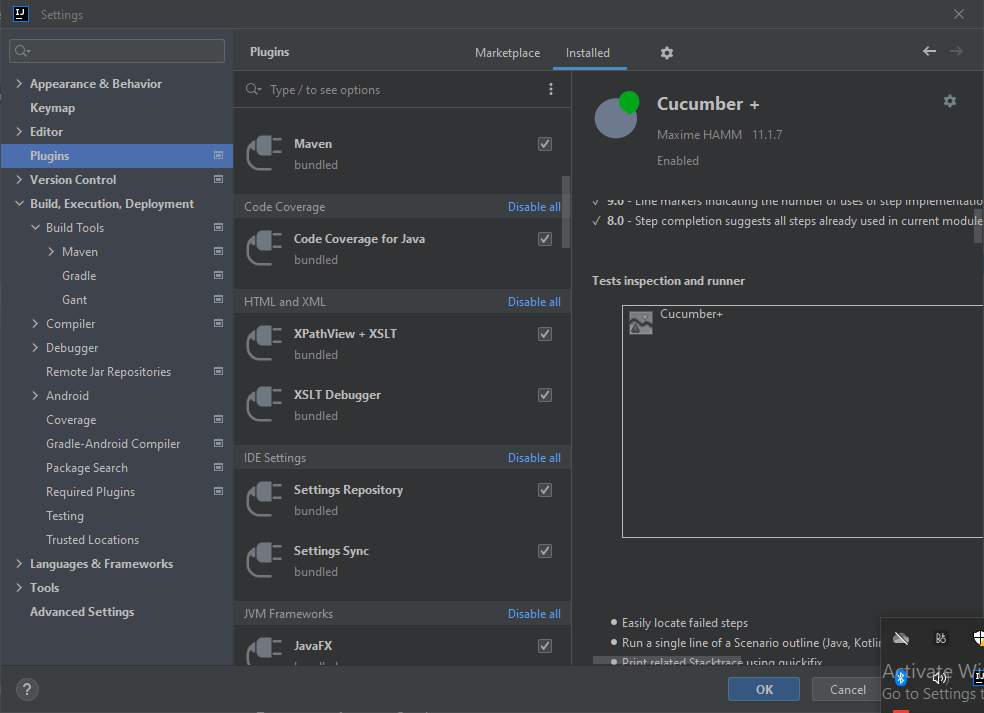 IJ
Settings
Appearance & Behavior
Keymap
Editor
Plugins
Version Control
Build, Execution, Deployment
Build Tools
Maven
Gradle
Gant
Compiler
Debugger
Remote Jar Repositories
Android
Coverage
Gradle-Android Compiler
Package Search
Required Plugins
Testing
Trusted Locations
Languages & Frameworks
Tools
Advanced Settings
?
Plugins
Marketplace
Installed
Type / to see options
Maven
bundled
Code Coverage
Disable all
Code Coverage for Java
bundled
HTML and XML
Disable all
XPathView + XSLT
bundled
XSLT Debugger
bundled
IDE Settings
Disable all
Settings Repository
bundled
Settings Sync
bundled
JVM Frameworks
Disable all
JavaFX
bundled
Cucumber +
Maxime HAMM 11.1.7
Enabled
✓ 9.0 - Line markers indicating the number of uses of step implementatio
✓ 8.0 - Step completion suggests all steps already used in current module
Tests inspection and runner
Cucumber+
• Easily locate failed steps
• Run a single line of a Scenario outline (Java, Kotlin
• Print related Stacktrace using quickfix
OK
Cancel
Activate Wi
Go to Settings t
IJ